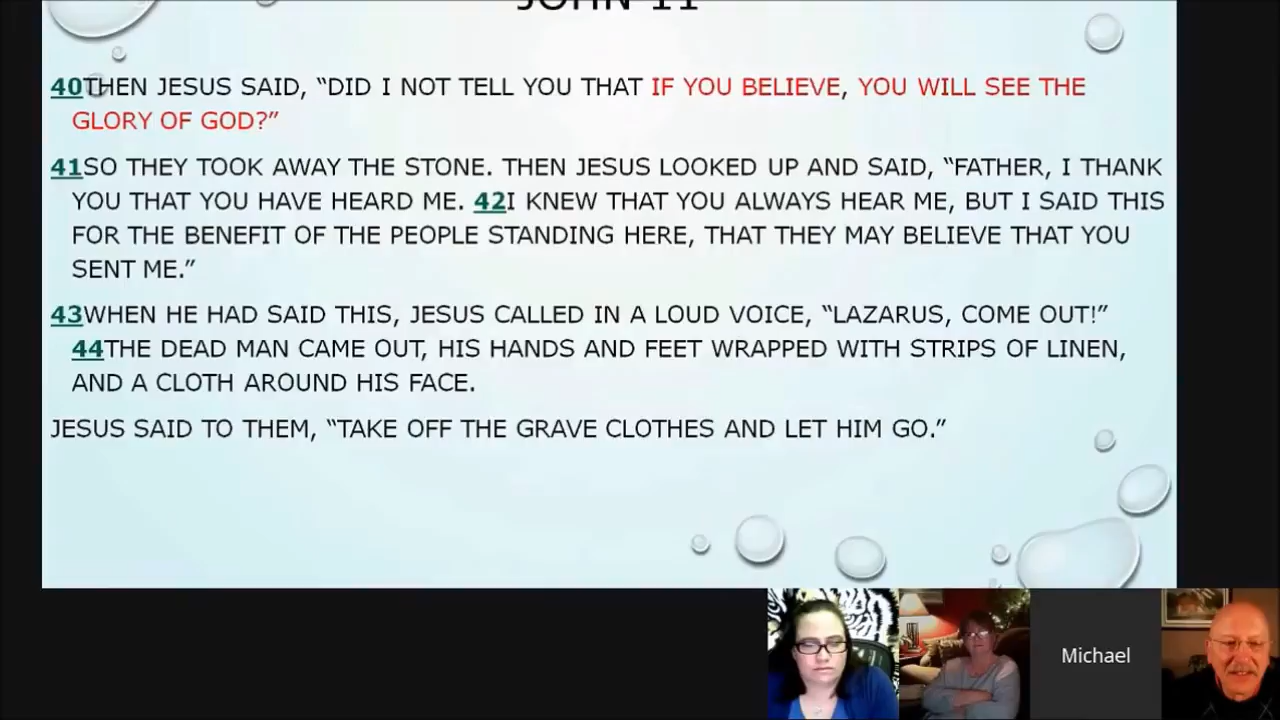 JOHN 11
40THEN JESUS SAID, “DID I NOT TELL YOU THAT IF YOU BELIEVE, YOU WILL SEE THE
GLORY OF GOD?”
41SO THEY TOOK AWAY THE STONE. THEN JESUS LOOKED UP AND SAID, “FATHER, I THANK
YOU THAT YOU HAVE HEARD ME. 42I KNEW THAT YOU ALWAYS HEAR ME, BUT I SAID THIS
FOR THE BENEFIT OF THE PEOPLE STANDING HERE, THAT THEY MAY BELIEVE THAT YOU
SENT ME.”
43WHEN HE HAD SAID THIS, JESUS CALLED IN A LOUD VOICE, “LAZARUS, COME OUT!”
44THE DEAD MAN CAME OUT, HIS HANDS AND FEET WRAPPED WITH STRIPS OF LINEN,
AND A CLOTH AROUND HIS FACE.
JESUS SAID TO THEM, “TAKE OFF THE GRAVE CLOTHES AND LET HIM GO.”
Michael